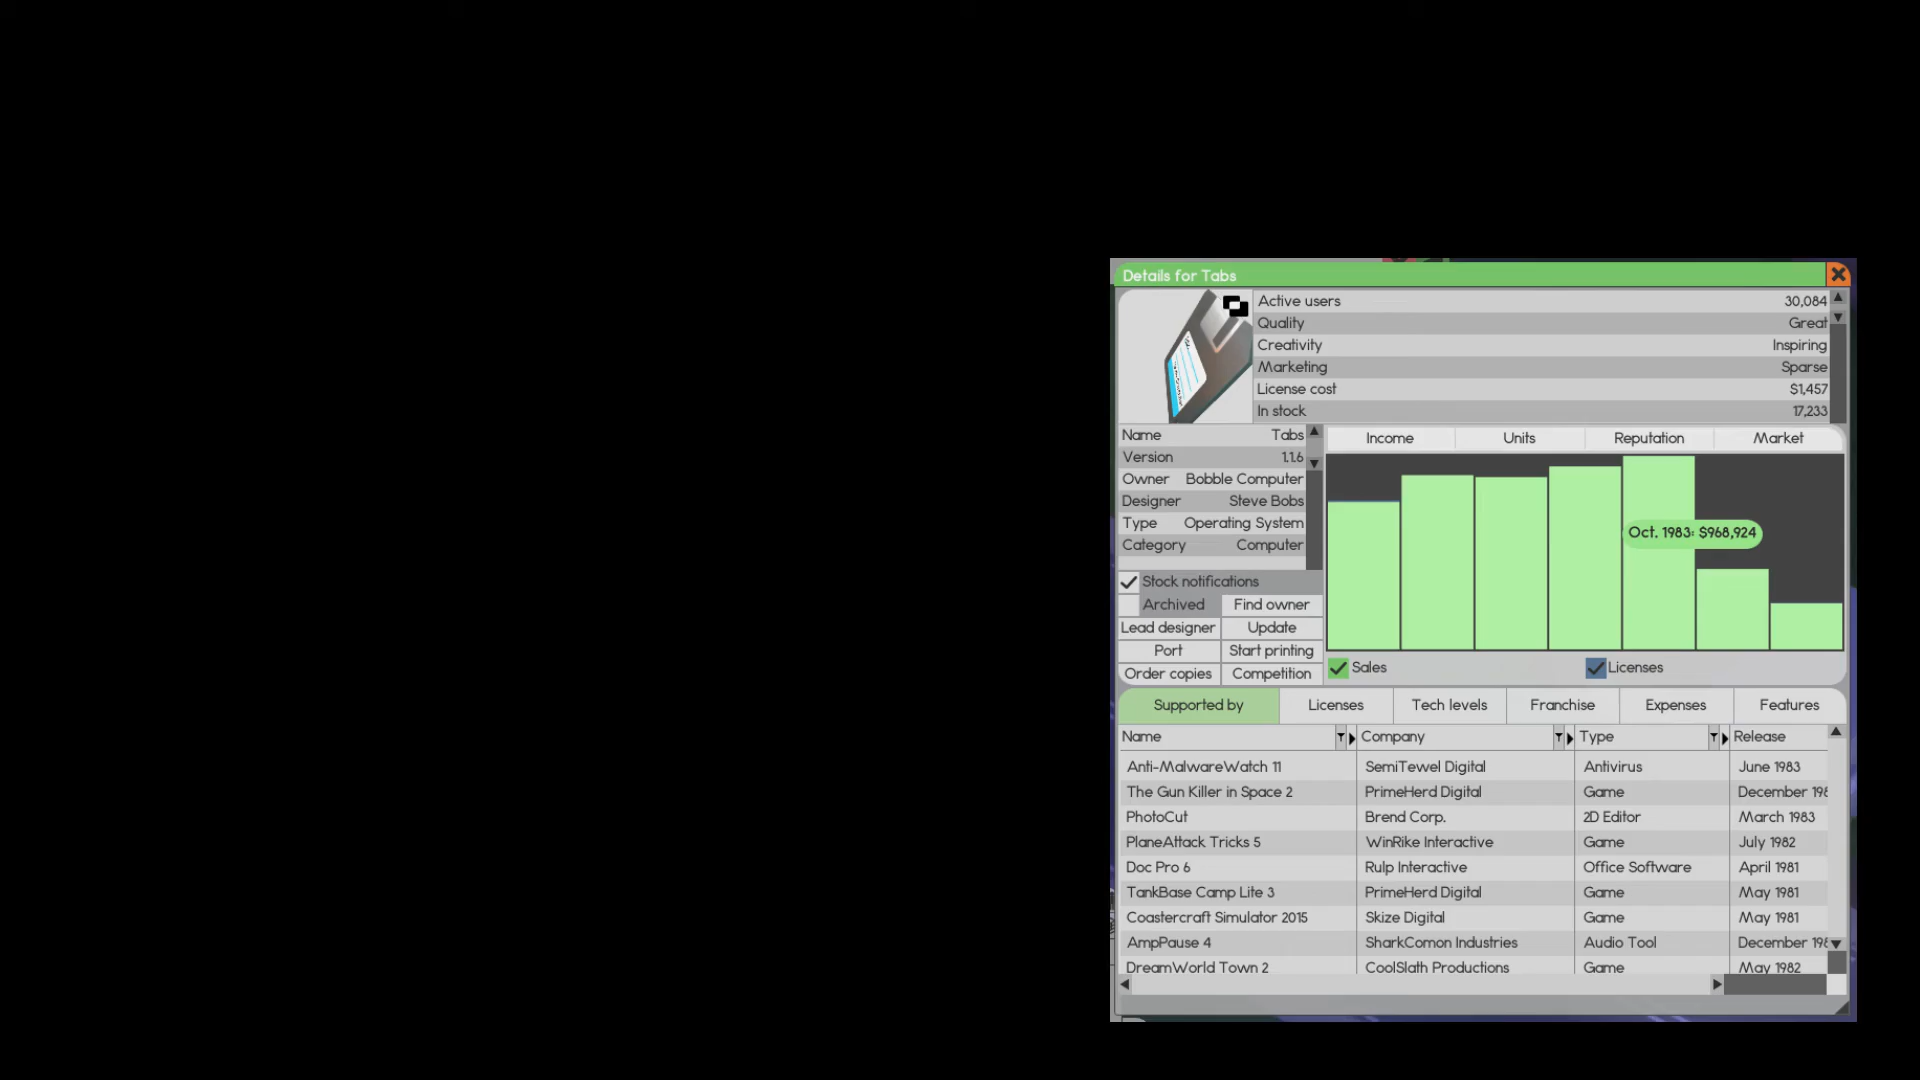 Details for Tabs
Active users 30,084
Quality Great
Creativity Inspiring
Marketing Sparse
License cost $1,457
In stock 17,233
Name Tabs
Version 1.1.6
Owner Bobble Computer
Designer Steve Bobs
Type Operating System
Category Computer
Stock notifications
Archived Find owner
Lead designer Update
Port Start printing
Order copies Competition
Income Units Reputation Market
Oct. 1983: $968,924
Sales Licenses
Supported by Licenses Tech levels Franchise Expenses Features
Name Company Type Release
Anti-MalwareWatch 11 SemiTewel Digital Antivirus June 1983
The Gun Killer in Space 2 PrimeHerd Digital Game December 198
PhotoCut Brend Corp. 2D Editor March 1983
PlaneAttack Tricks 5 WinRike Interactive Game July 1982
Doc Pro 6 Rulp Interactive Office Software April 1981
TankBase Camp Lite 3 PrimeHerd Digital Game May 1981
Coastercraft Simulator 2015 Skize Digital Game May 1981
AmpPause 4 SharkComon Industries Audio Tool December 198
DreamWorld Town 2 CoolSlath Productions Game May 1982